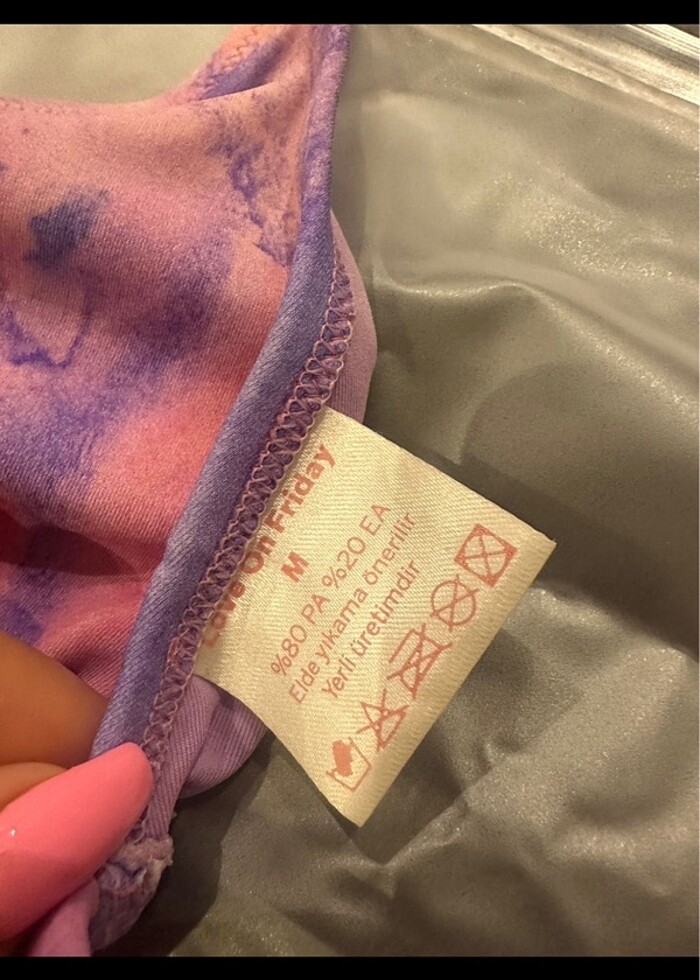 Love On Friday
M
%80 PA %20 EA
Elde yıkama önerilir
Yerli üretimdir